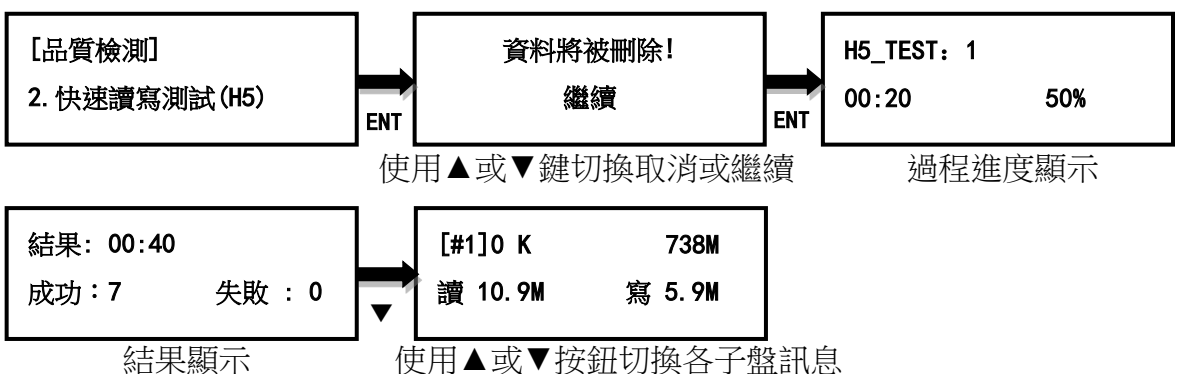 [品質檢測]
2.快速讀寫測試(H5)
ENT
資料將被刪除!
繼續
使用▲或▼鍵切換取消或繼續
ENT
H5_TEST：1
00:20 50%
過程進度顯示
結果: 00:40
成功：7 失敗 : 0
結果顯示
▼
[#1]0 K 738M
讀 10.9M 寫 5.9M
使用▲或▼按鈕切換各子盤訊息